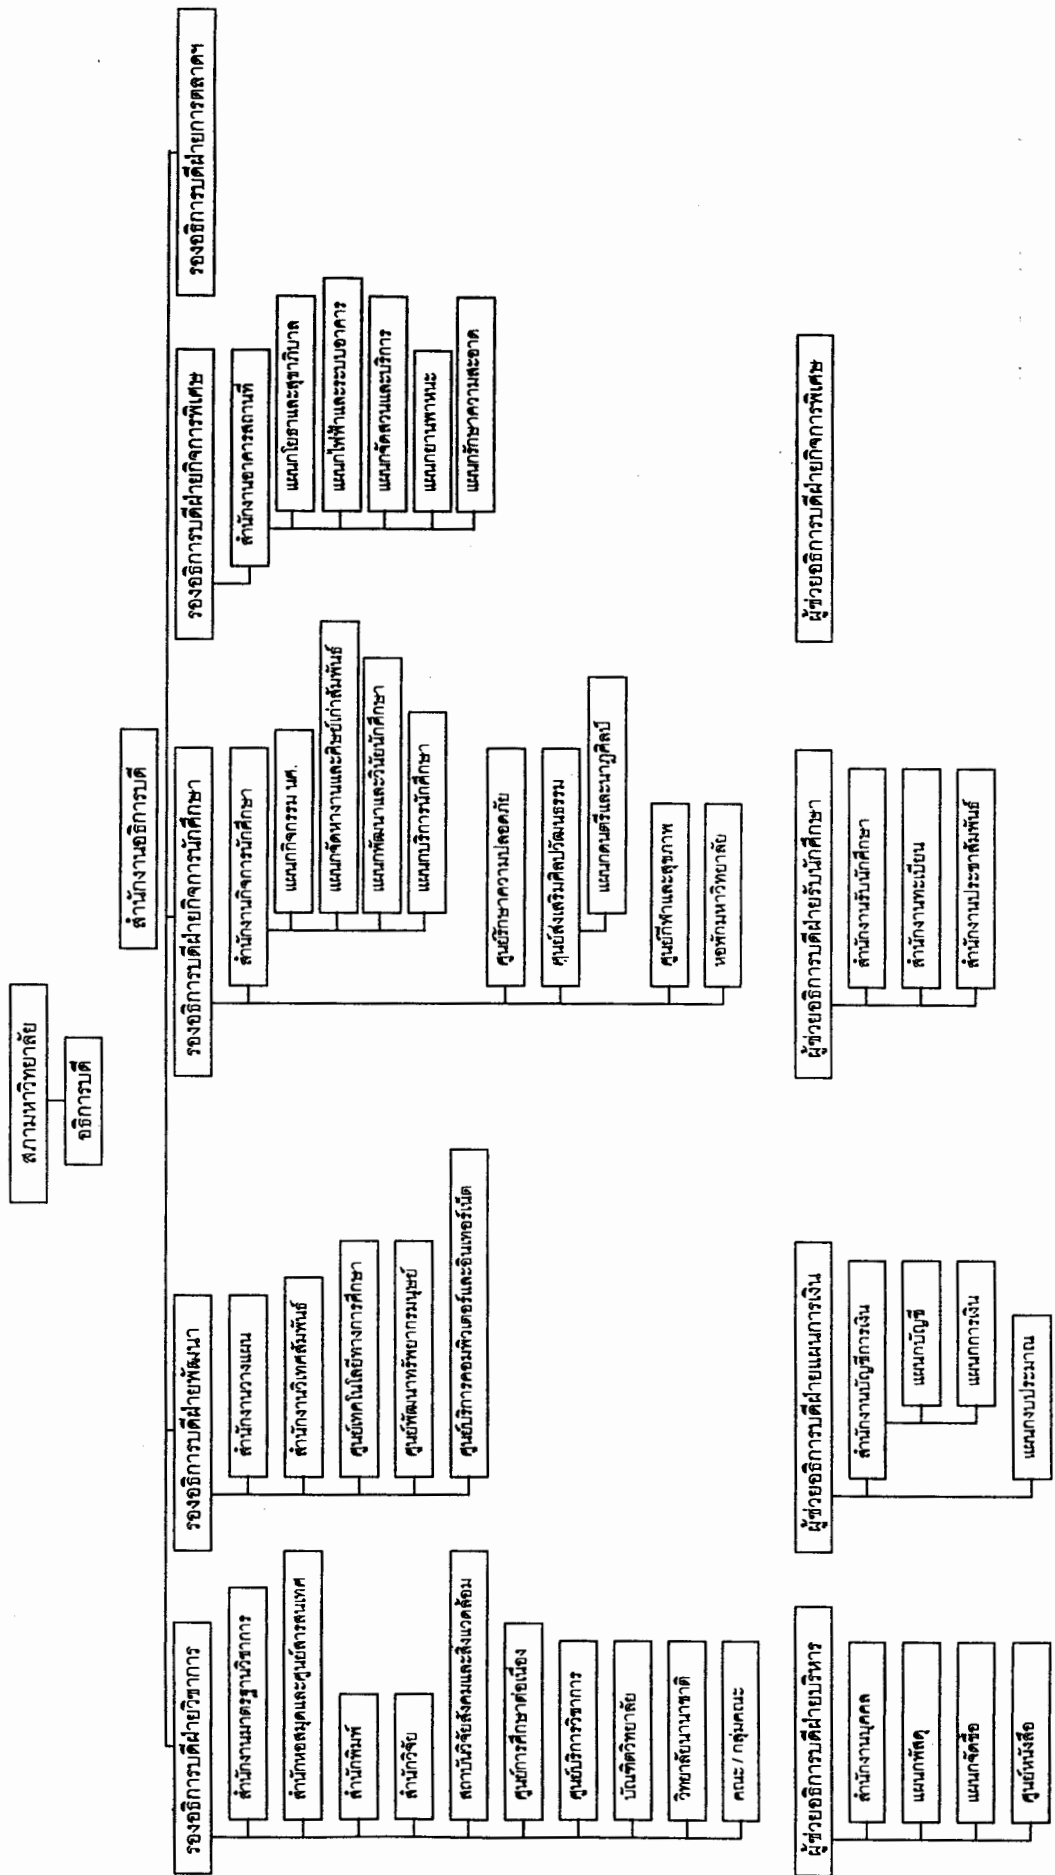 สภามหาวิทยาลัย
อธิการบดี
สำนักงานอธิการบดี
รองอธิการบดีฝ่ายวิชาการ
สำนักงานมาตรฐานวิชาการ
สำนักหอสมุดและศูนย์สารสนเทศ
สำนักพิมพ์
สำนักวิจัย
สถาบันวิจัยสังคมและสิ่งแวดล้อม
ศูนย์การศึกษาต่อเนื่อง
ศูนย์บริการวิชาการ
บัณฑิตวิทยาลัย
วิทยาลัยนานาชาติ
คณะ / กลุ่มคณะ
รองอธิการบดีฝ่ายพัฒนา
สำนักงานวางแผน
สำนักงานวิเทศสัมพันธ์
ศูนย์เทคโนโลยีทางการศึกษา
ศูนย์พัฒนาทรัพยากรมนุษย์
ศูนย์บริการคอมพิวเตอร์และอินเทอร์เน็ต
รองอธิการบดีฝ่ายกิจการนักศึกษา
สำนักงานกิจการนักศึกษา
แผนกกิจกรรม นศ.
แผนกจัดหางานและศิษย์เก่าสัมพันธ์
แผนกพัฒนาและวินัยนักศึกษา
แผนกบริการนักศึกษา
ศูนย์รักษาความปลอดภัย
ศุนย์ส่งเสริมศิลปวัฒนธรรม
แผนกดนตรีและนาฏศิลป์
ศูนย์กีฬาและสุขภาพ
หอพักมหาวิทยาลัย
รองอธิการบดีฝ่ายกิจการพิเศษ
สำนักงานอาคารสถานที่
แผนกโยธาและสุขาภิบาล
แผนกไฟฟ้าและระบบอาคาร
แผนกจัดสวนและบริการ
แผนกยานพาหนะ
แผนกรักษาความสะอาด
รองอธิการบดีฝ่ายการตลาดฯ
ผู้ช่วยอธิการบดีฝ่ายบริหาร
สำนักงานบุคคล
แผนกพัสดุ
แผนกจัดซื้อ
ศูนย์หนังสือ
ผู้ช่วยอธิการบดีฝ่ายแผนการเงิน
สำนักงานบัญชีการเงิน
แผนกบัญชี
แผนกการเงิน
แผนกงบประมาณ
ผู้ช่วยอธิการบดีฝ่ายรับนักศึกษา
สำนักงานรับนักศึกษา
สำนักงานทะเบียน
สำนักงานประชาสัมพันธ์
ผู้ช่วยอธิการบดีฝ่ายกิจการพิเศษ